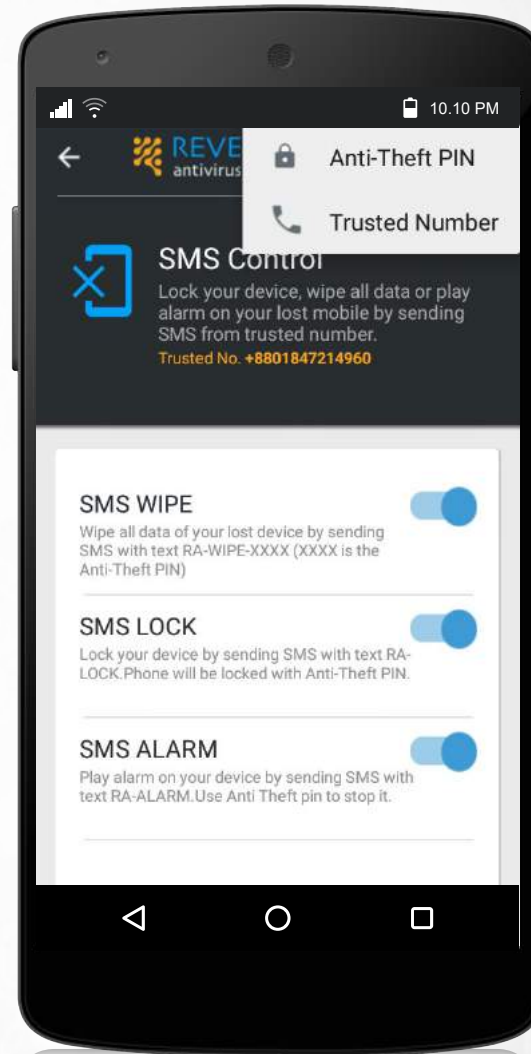 10.10 PM
REVE
antivirus
Anti-Theft PIN
Trusted Number
SMS Control
Lock your device, wipe all data or play
alarm on your lost mobile by sending
SMS from trusted number.
Trusted No. +8801847214960
SMS WIPE
Wipe all data of your lost device by sending
SMS with text RA-WIPE-XXXX (XXXX is the
Anti-Theft PIN)
SMS LOCK
Lock your device by sending SMS with text RA-
LOCK.Phone will be locked with Anti-Theft PIN.
SMS ALARM
Play alarm on your device by sending SMS with
text RA-ALARM.Use Anti Theft pin to stop it.